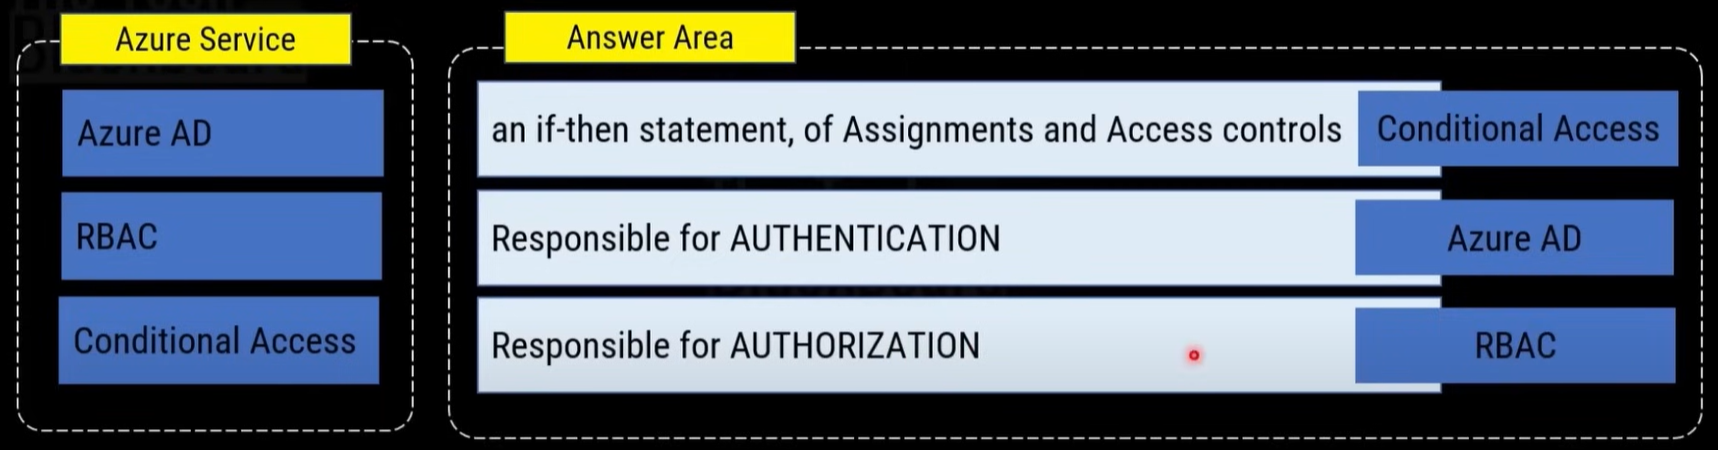 Azure Service
Azure AD
RBAC
Conditional Access
Answer Area
an if-then statement, of Assignments and Access controls
Conditional Access
Responsible for AUTHENTICATION
Azure AD
Responsible for AUTHORIZATION
RBAC